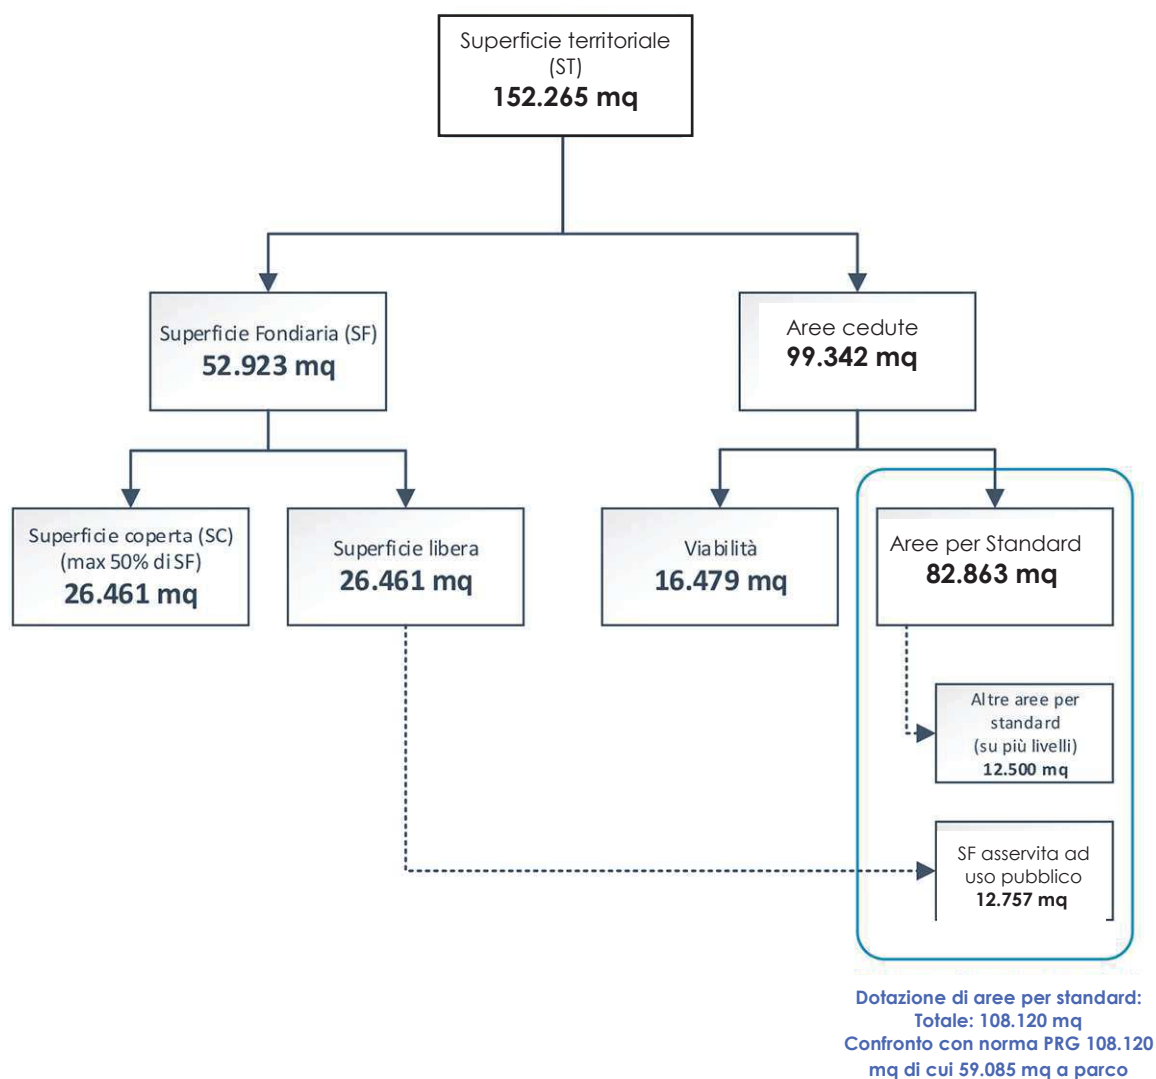 Superficie territoriale
(ST)
152.265 mq
Superficie Fondiaria (SF)
52.923 mq
Aree cedute
99.342 mq
Superficie coperta (SC)
(max 50% di SF)
26.461 mq
Superficie libera
26.461 mq
Viabilità
16.479 mq
Aree per Standard
82.863 mq
Altre aree per
standard
(su più livelli)
12.500 mq
SF asservita ad
uso pubblico
12.757 mq
Dotazione di aree per standard:
Totale: 108.120 mq
Confronto con norma PRG 108.120
mq di cui 59.085 mq a parco